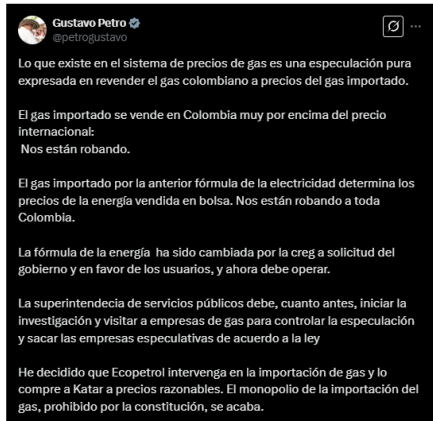 Gustavo Petro
@petrogustavo
Lo que existe en el sistema de precios de gas es una especulación pura
expresada en revender el gas colombiano a precios del gas importado.
El gas importado se vende en Colombia muy por encima del precio
internacional:
Nos están robando.
El gas importado por la anterior fórmula de la electricidad determina los
precios de la energía vendida en bolsa. Nos están robando a toda
Colombia.
La fórmula de la energía ha sido cambiada por la creg a solicitud del
gobierno y en favor de los usuarios, y ahora debe operar.
La superintendecia de servicios públicos debe, cuanto antes, iniciar la
investigación y visitar a empresas de gas para controlar la especulación
y sacar las empresas especulativas de acuerdo a la ley
He decidido que Ecopetrol intervenga en la importación de gas y lo
compre a Katar a precios razonables. El monopolio de la importación del
gas, prohibido por la constitución, se acaba.